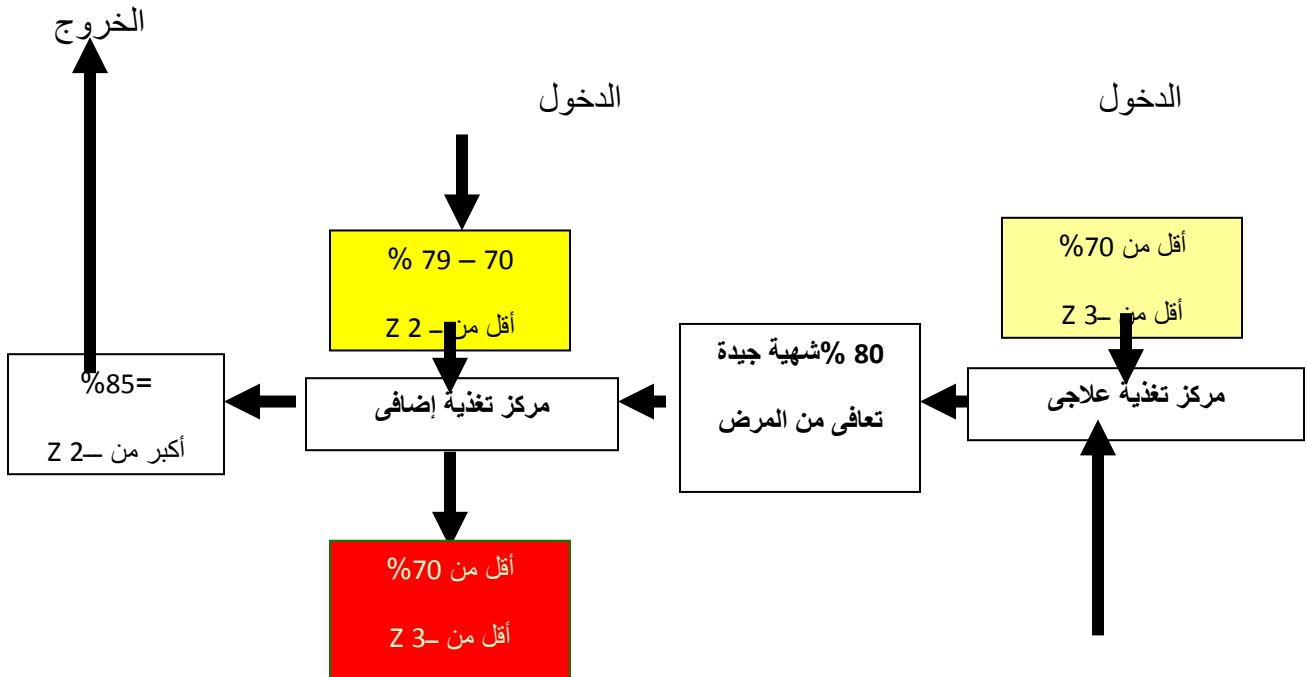 الخروج
الدخول
الدخول
أقل من 70%
أقل من –3 Z
مركز تغذية علاجى
80 %شهية جيدة
تعافى من المرض
70 – 79 %
أقل من – 2 Z
مركز تغذية إضافى
=85%
أكبر من –2 Z
أقل من 70%
أقل من –3 Z